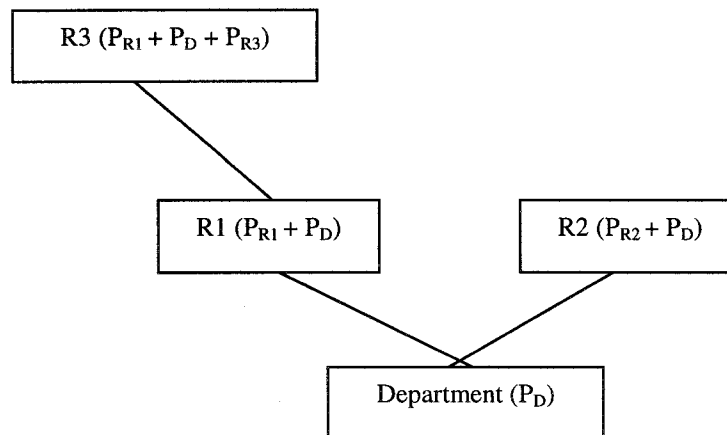 R3 (P_R1 + P_D + P_R3)
R1 (P_R1 + P_D)
R2 (P_R2 + P_D)
Department (P_D)